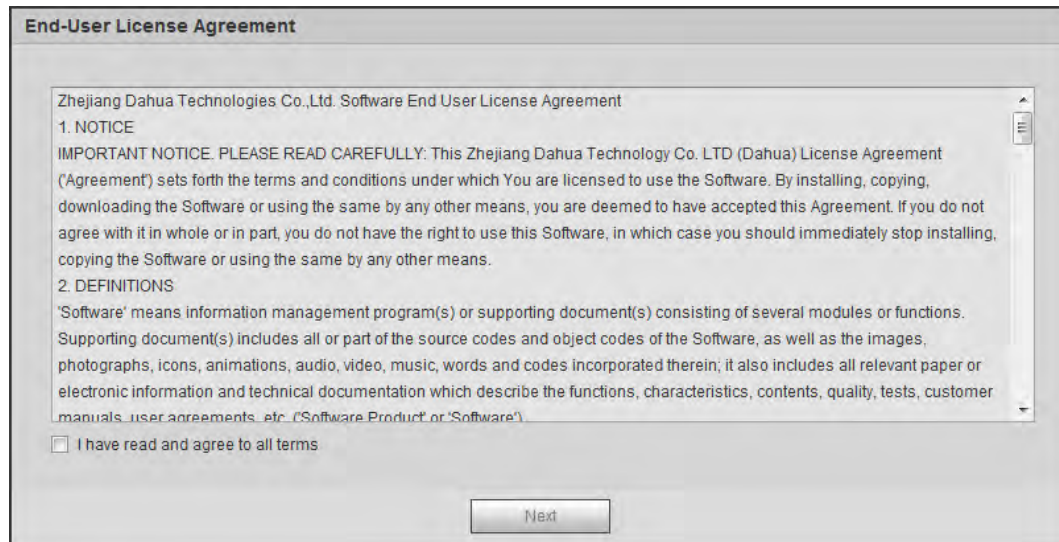 End-User License Agreement
Zhejiang Dahua Technologies Co.,Ltd. Software End User License Agreement
1. NOTICE
IMPORTANT NOTICE. PLEASE READ CAREFULLY: This Zhejiang Dahua Technology Co. LTD (Dahua) License Agreement
('Agreement') sets forth the terms and conditions under which You are licensed to use the Software. By installing, copying,
downloading the Software or using the same by any other means, you are deemed to have accepted this Agreement. If you do not
agree with it in whole or in part, you do not have the right to use this Software, in which case you should immediately stop installing,
copying the Software or using the same by any other means.
2. DEFINITIONS
'Software' means information management program(s) or supporting document(s) consisting of several modules or functions.
Supporting document(s) includes all or part of the source codes and object codes of the Software, as well as the images,
photographs, icons, animations, audio, video, music, words and codes incorporated therein; it also includes all relevant paper or
electronic information and technical documentation which describe the functions, characteristics, contents, quality, tests, customer
manuals, user agreements, etc. ('Software Product' or 'Software')
I have read and agree to all terms
Next